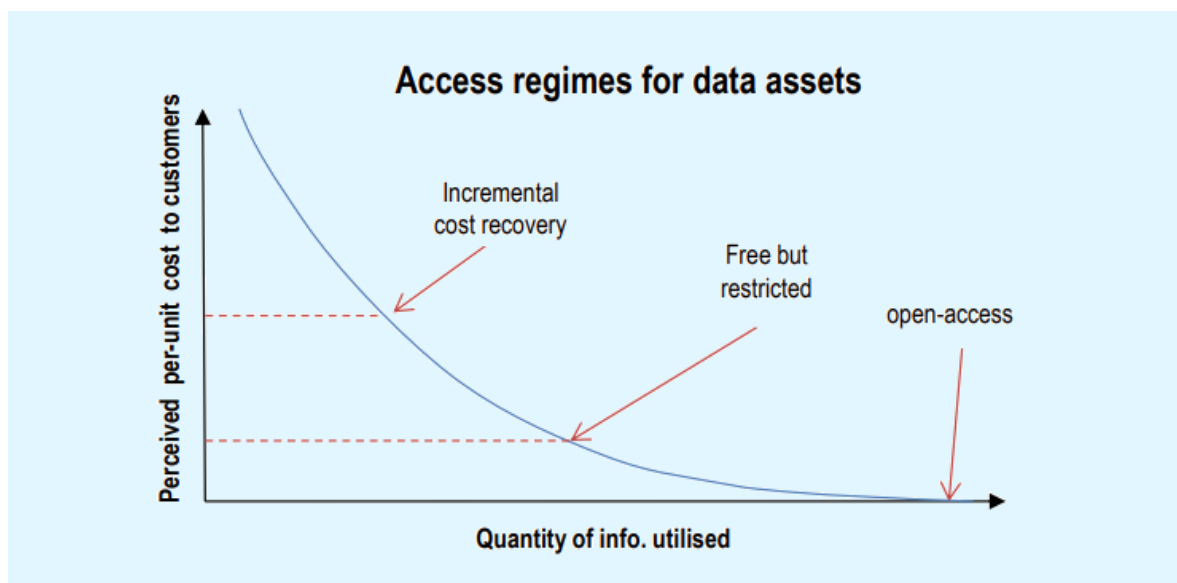 Access regimes for data assets
Perceived per-unit cost to customers
Incremental
cost recovery
Free but
restricted
open-access
Quantity of info. utilised